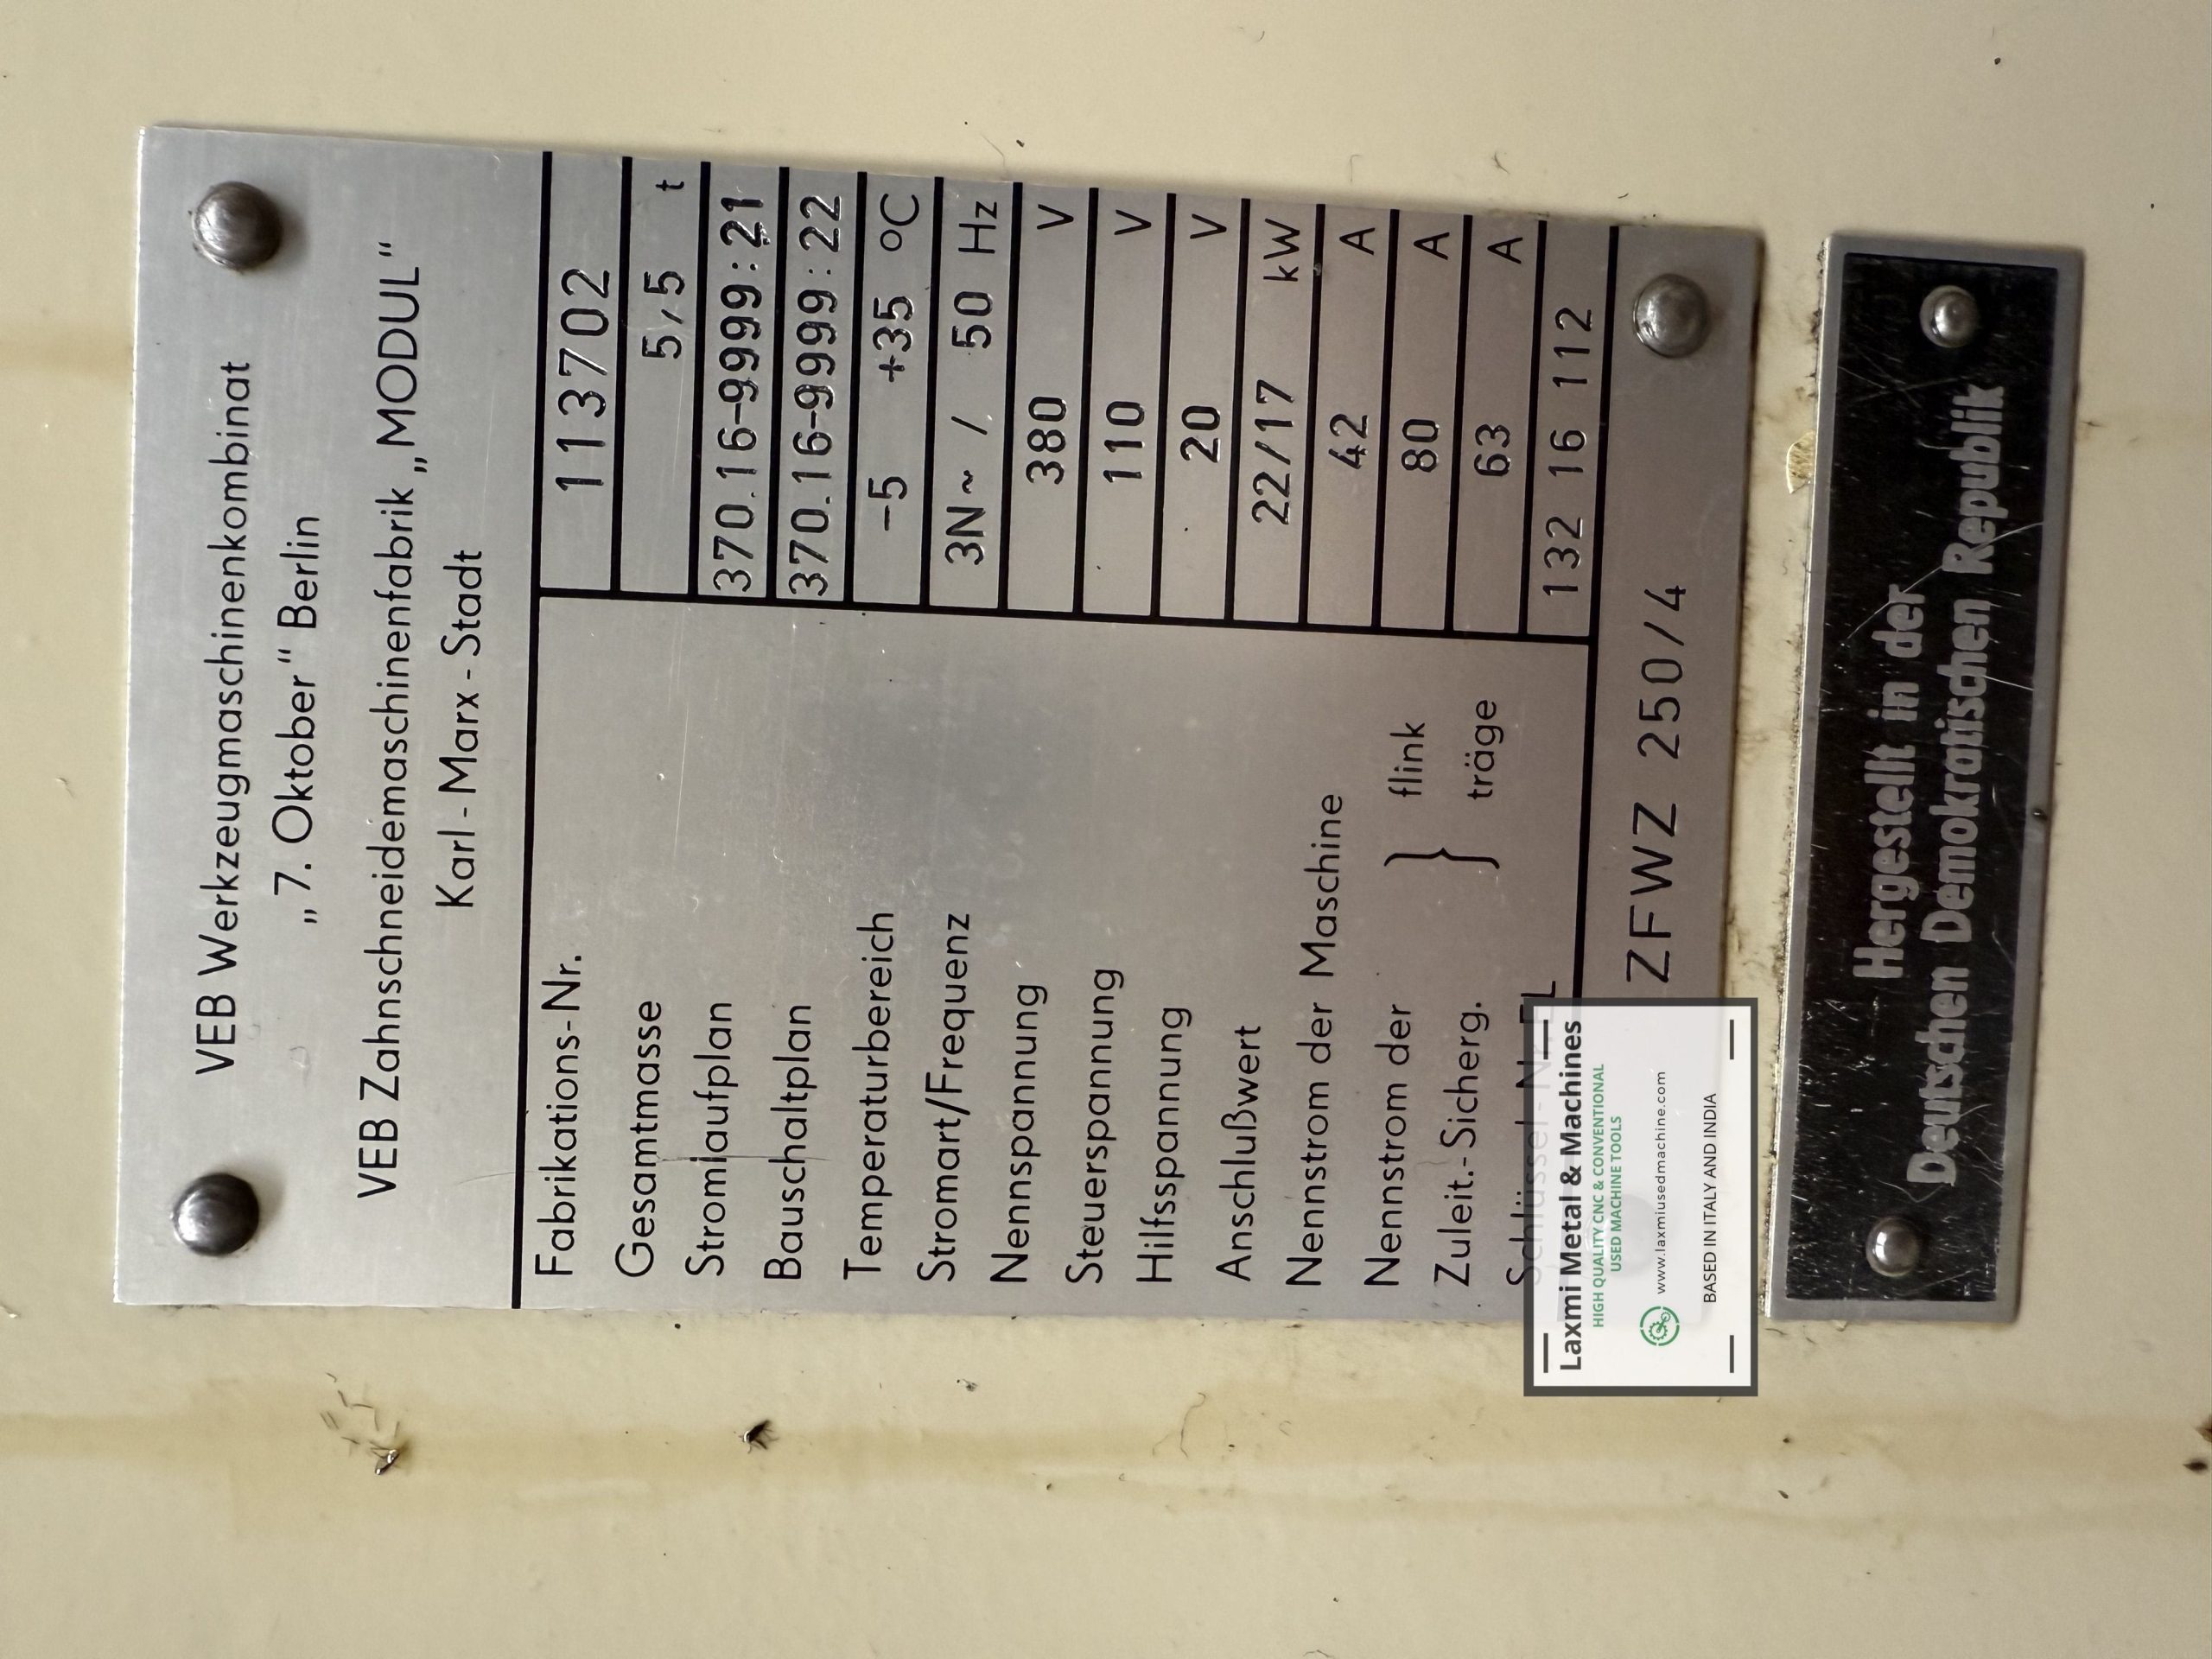 VEB Werkzeugmaschinenkombinat
„7. Oktober“ Berlin
VEB Zahnschneidemaschinenfabrik „MODUL“
Karl-Marx-Stadt
Fabrikations-Nr. 113702
Gesamtmasse 5,5 t
Stromlaufplan 370.16-9999:21
Bauschaltplan 370.16-9999:22
Temperaturbereich -5 +35 °C
Stromart/Frequenz 3N~ / 50 Hz
Nennspannung 380 V
Steuerspannung 110 V
Hilfsspannung 20 V
Anschlußwert 22/17 kW
Nennstrom der Maschine 42 A
Nennstrom der } flink 80 A
Zuleit.-Sicherg. } träge 63 A
Schlüssel-Nr. 132 16 112
ZFWZ 250/4
Laxmi Metal & Machines
HIGH QUALITY CNC & CONVENTIONAL
USED MACHINE TOOLS
www.laxmiusedmachine.com
BASED IN ITALY AND INDIA
Hergestellt in der
Deutschen Demokratischen Republik